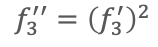 f₃′′ = (f₃′)²